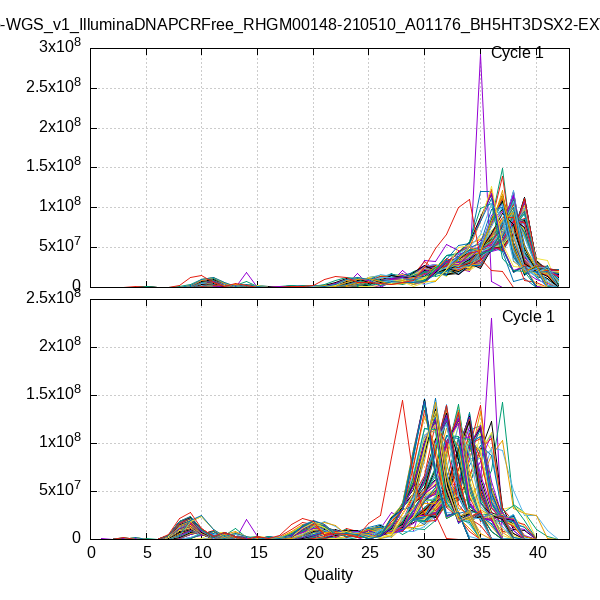 -WGS_v1_IlluminaDNAPCRFree_RHGM00148-210510_A01176_BH5HT3DSX2-EX
3x10^8
Cycle 1
2.5x10^8
2x10^8
1.5x10^8
1x10^8
5x10^7
0
2.5x10^8
Cycle 1
2x10^8
1.5x10^8
1x10^8
5x10^7
0
0 5 10 15 20 25 30 35 40
Quality